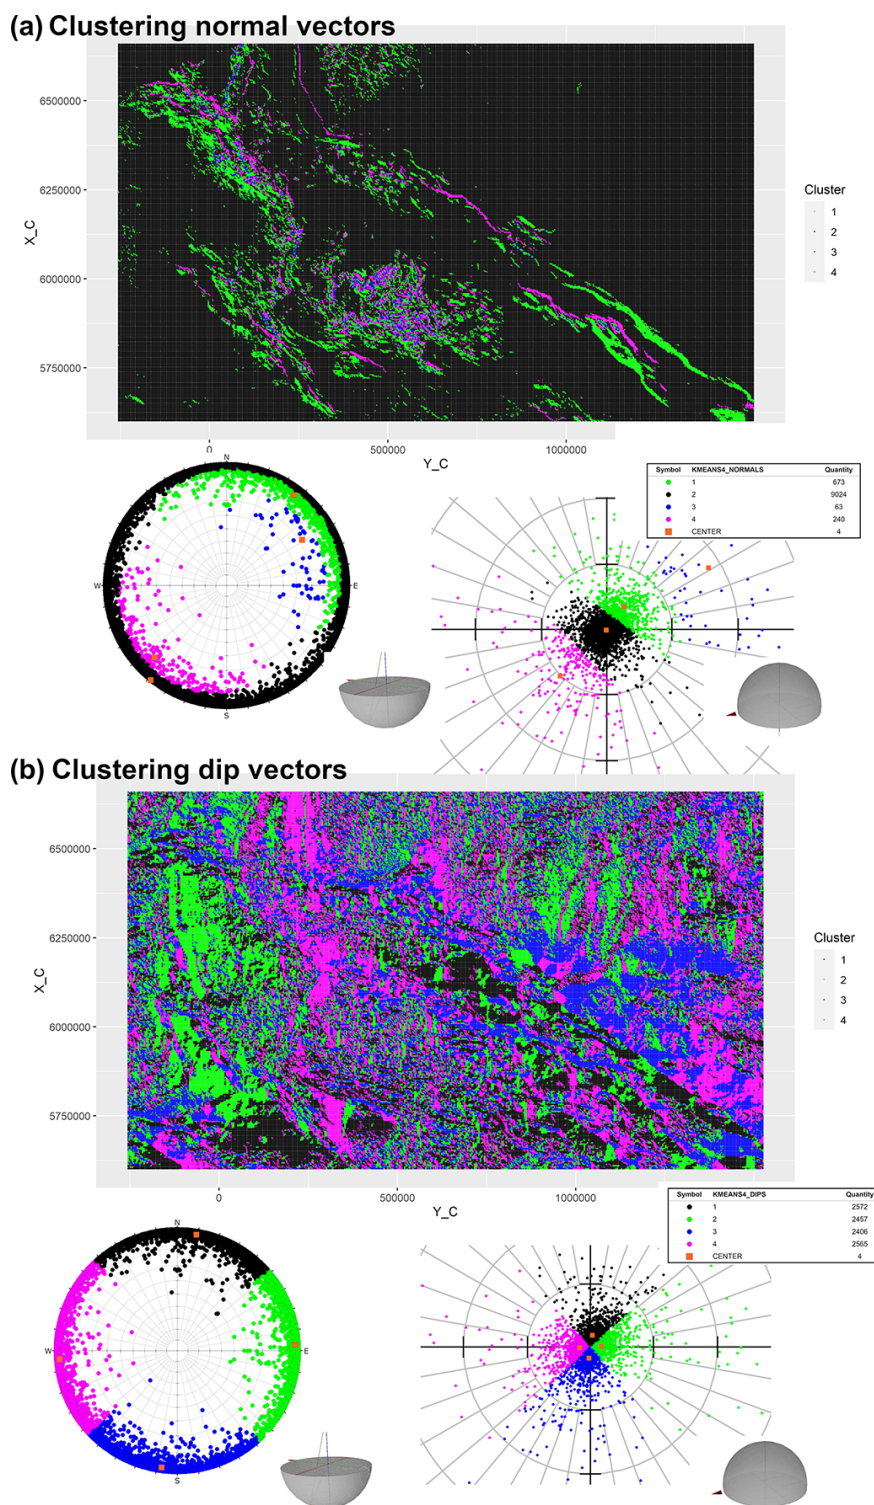 (a) Clustering normal vectors
6500000
6250000
6000000
5750000
X_C
0
500000
1000000
Y_C
Cluster
1
2
3
4
N
W
E
S
Symbol KMEANS4_NORMALS Quantity
1 673
2 9024
3 63
4 240
CENTER 4
(b) Clustering dip vectors
6500000
6250000
6000000
5750000
X_C
0
500000
1000000
Y_C
Cluster
1
2
3
4
N
W
E
S
Symbol KMEANS4_DIPS Quantity
1 2572
2 2457
3 2406
4 2565
CENTER 4